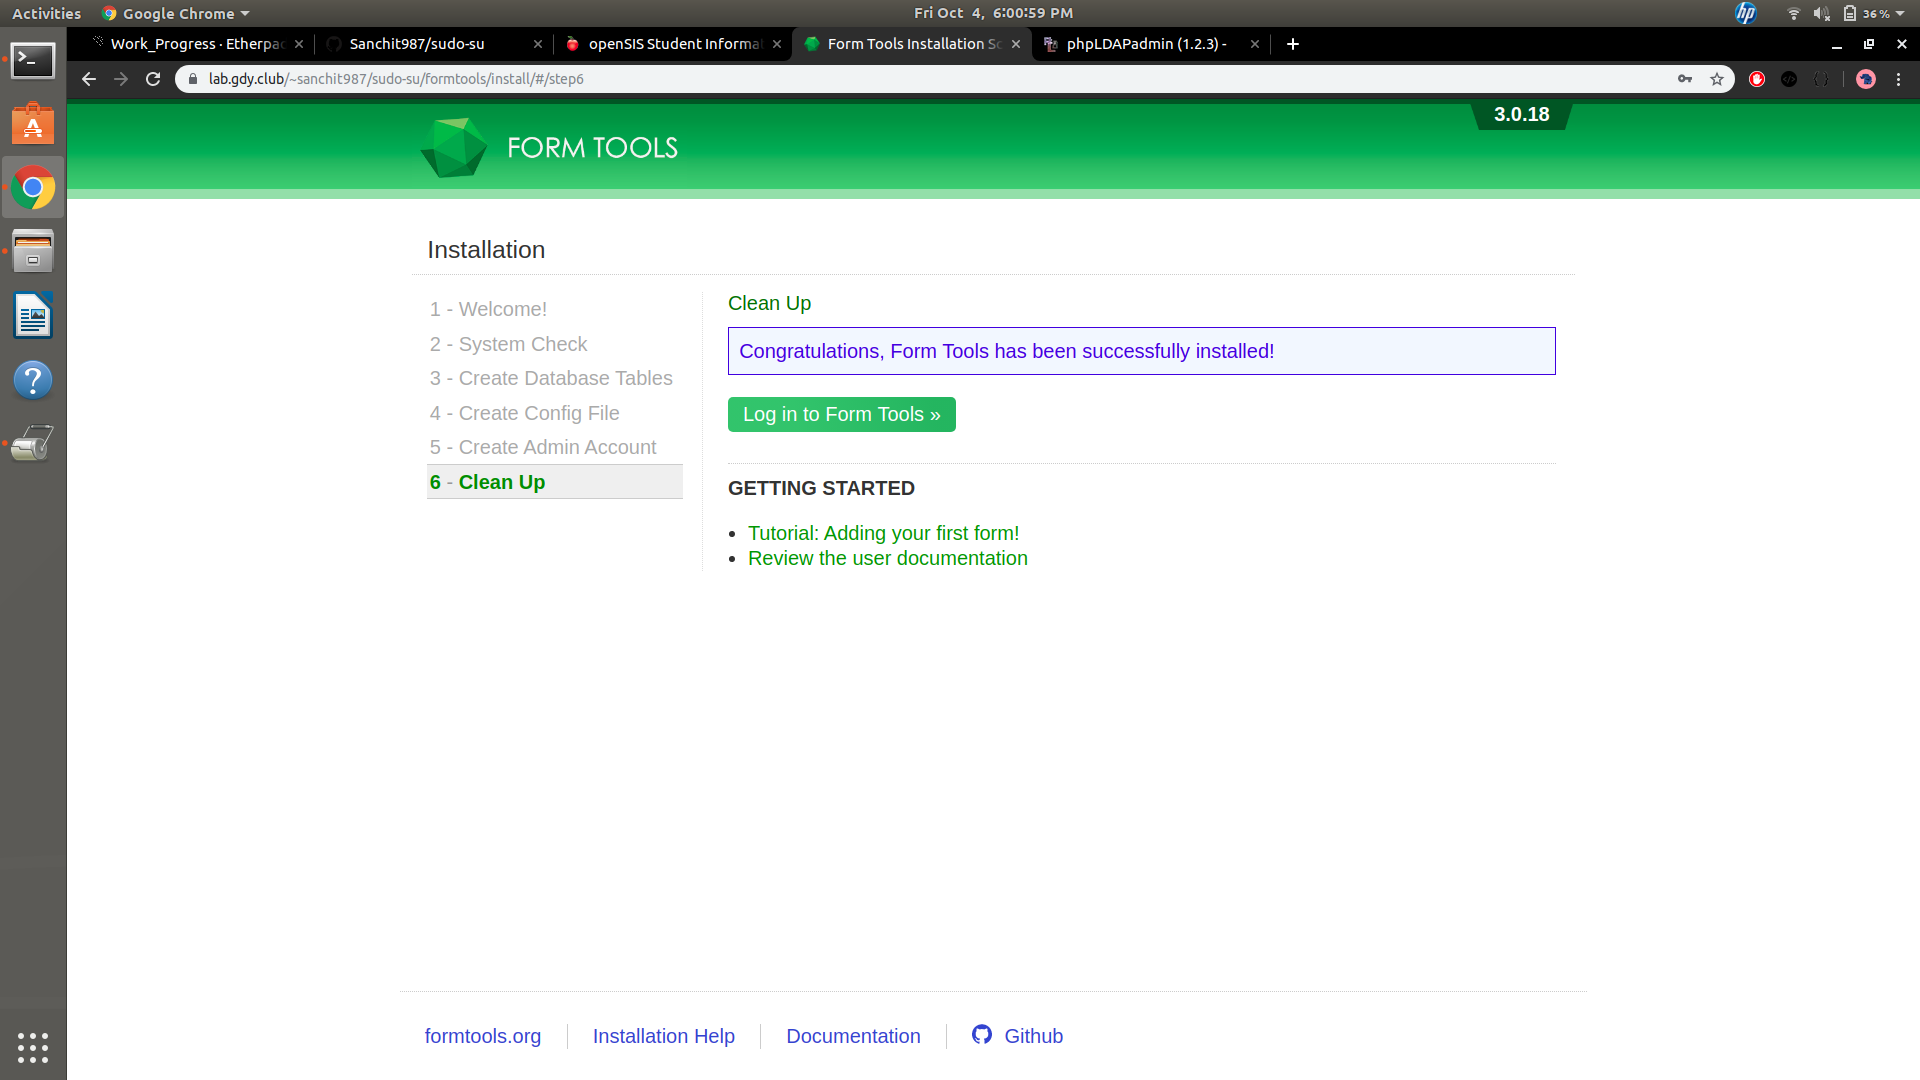 Activities Google Chrome Fri Oct 4, 6:00:59 PM hp 36 %
Work_Progress · Etherpad Sanchit987/sudo-su openSIS Student Informa Form Tools Installation Sc phpLDAPadmin (1.2.3) -
lab.gdy.club/~sanchit987/sudo-su/formtools/install/#/step6
FORM TOOLS
3.0.18
Installation
1 - Welcome!
2 - System Check
3 - Create Database Tables
4 - Create Config File
5 - Create Admin Account
6 - Clean Up
Clean Up
Congratulations, Form Tools has been successfully installed!
Log in to Form Tools »
GETTING STARTED
• Tutorial: Adding your first form!
• Review the user documentation
formtools.org Installation Help Documentation Github